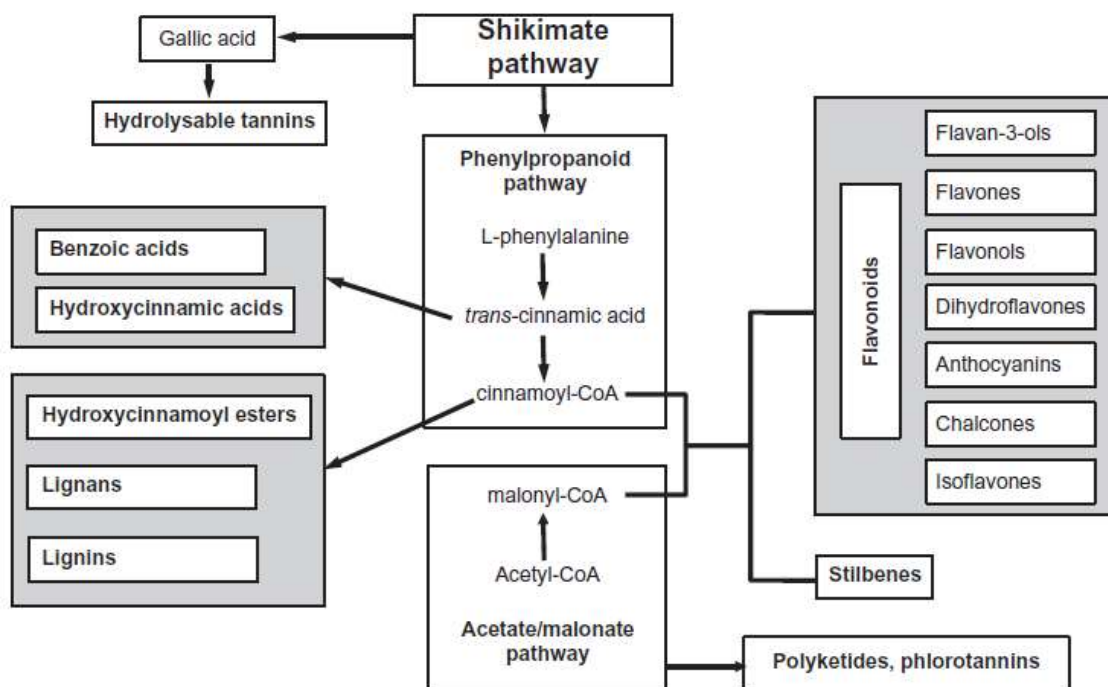 Gallic acid
Shikimate
pathway
Hydrolysable tannins
Phenylpropanoid
pathway
L-phenylalanine
trans-cinnamic acid
cinnamoyl-CoA
Benzoic acids
Hydroxycinnamic acids
Hydroxycinnamoyl esters
Lignans
Lignins
malonyl-CoA
Acetyl-CoA
Acetate/malonate
pathway
Flavonoids
Flavan-3-ols
Flavones
Flavonols
Dihydroflavones
Anthocyanins
Chalcones
Isoflavones
Stilbenes
Polyketides, phlorotannins